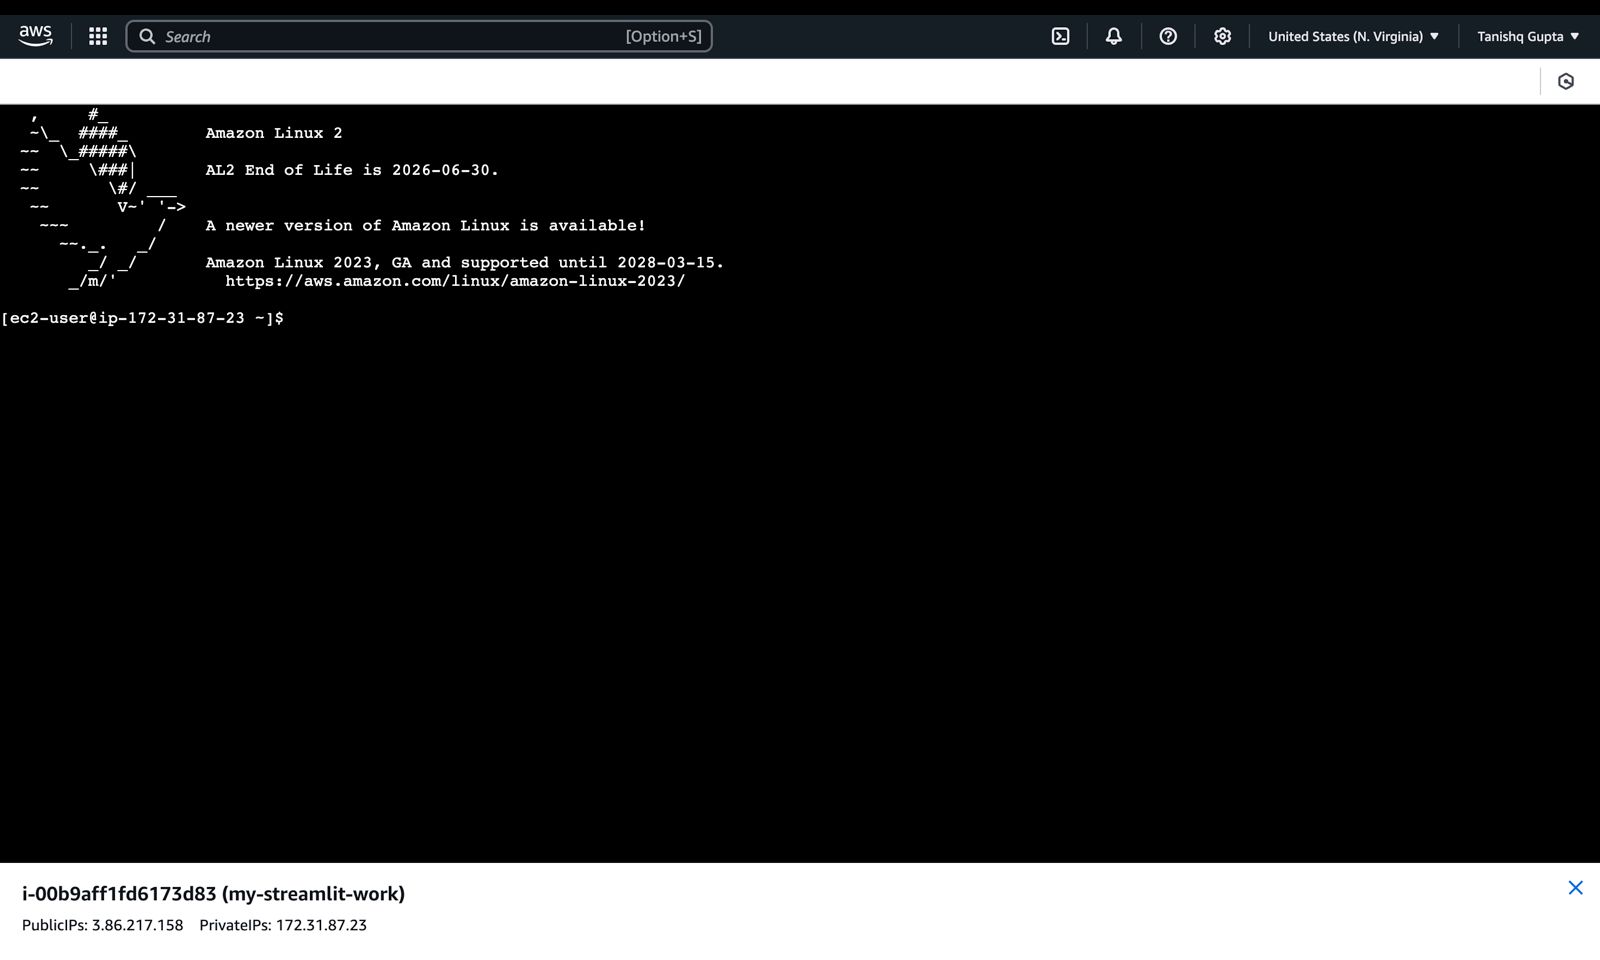 aws
Search [Option+S]
United States (N. Virginia)
Tanishq Gupta
   ,     #_
   ~\_  ####_        Amazon Linux 2
  ~~  \_#####\
  ~~     \###|       AL2 End of Life is 2026-06-30.
  ~~       \#/ ___
   ~~       V~' '->
    ~~~         /    A newer version of Amazon Linux is available!
      ~~._.   _/
         _/ _/       Amazon Linux 2023, GA and supported until 2028-03-15.
       _/m/'           https://aws.amazon.com/linux/amazon-linux-2023/
[ec2-user@ip-172-31-87-23 ~]$
i-00b9aff1fd6173d83 (my-streamlit-work)
PublicIPs: 3.86.217.158 PrivateIPs: 172.31.87.23